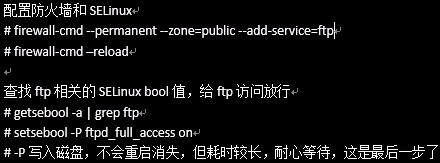 配置防火墙和 SELinux
# firewall-cmd --permanent --zone=public --add-service=ftp
# firewall-cmd –reload
查找 ftp 相关的 SELinux bool 值，给 ftp 访问放行
# getsebool -a | grep ftp
# setsebool -P ftpd_full_access on
# -P 写入磁盘，不会重启消失，但耗时较长，耐心等待，这是最后一步了